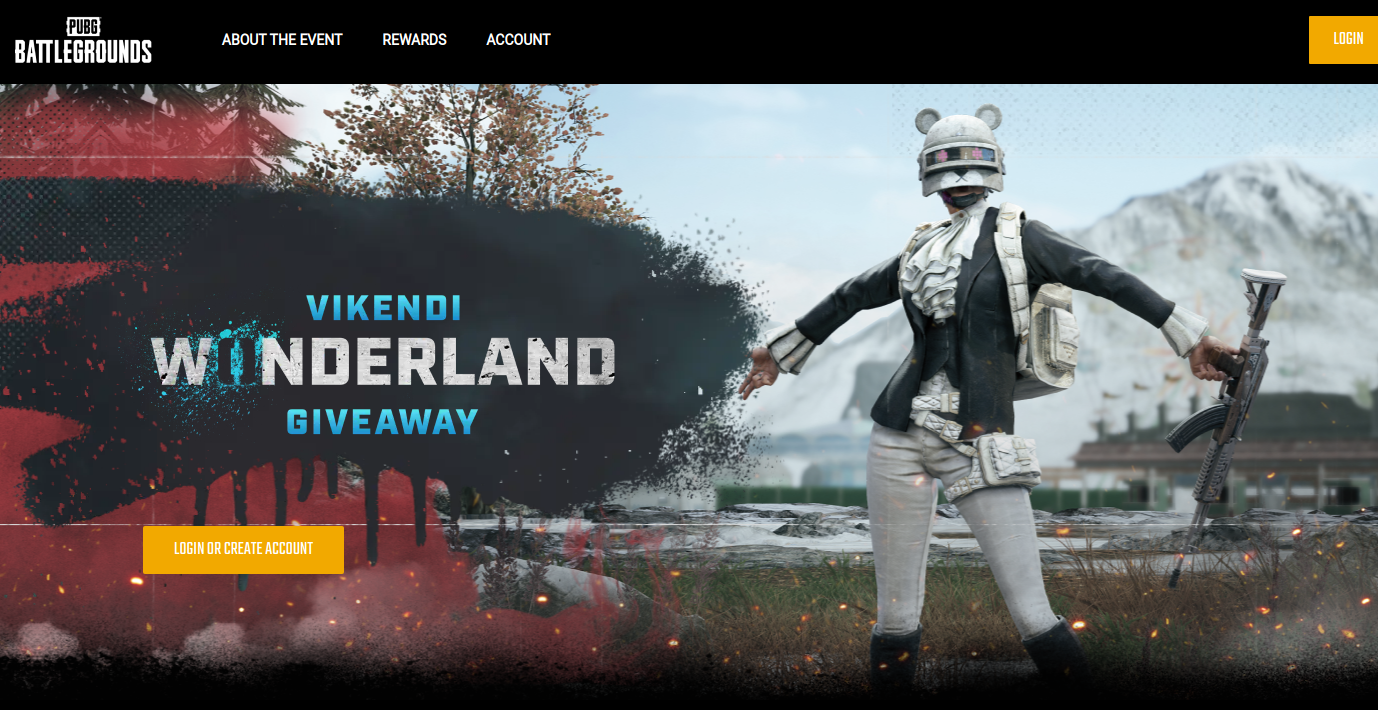 PUBG
BATTLEGROUNDS
ABOUT THE EVENT
REWARDS
ACCOUNT
LOGIN
VIKENDI
WONDERLAND
GIVEAWAY
LOGIN OR CREATE ACCOUNT